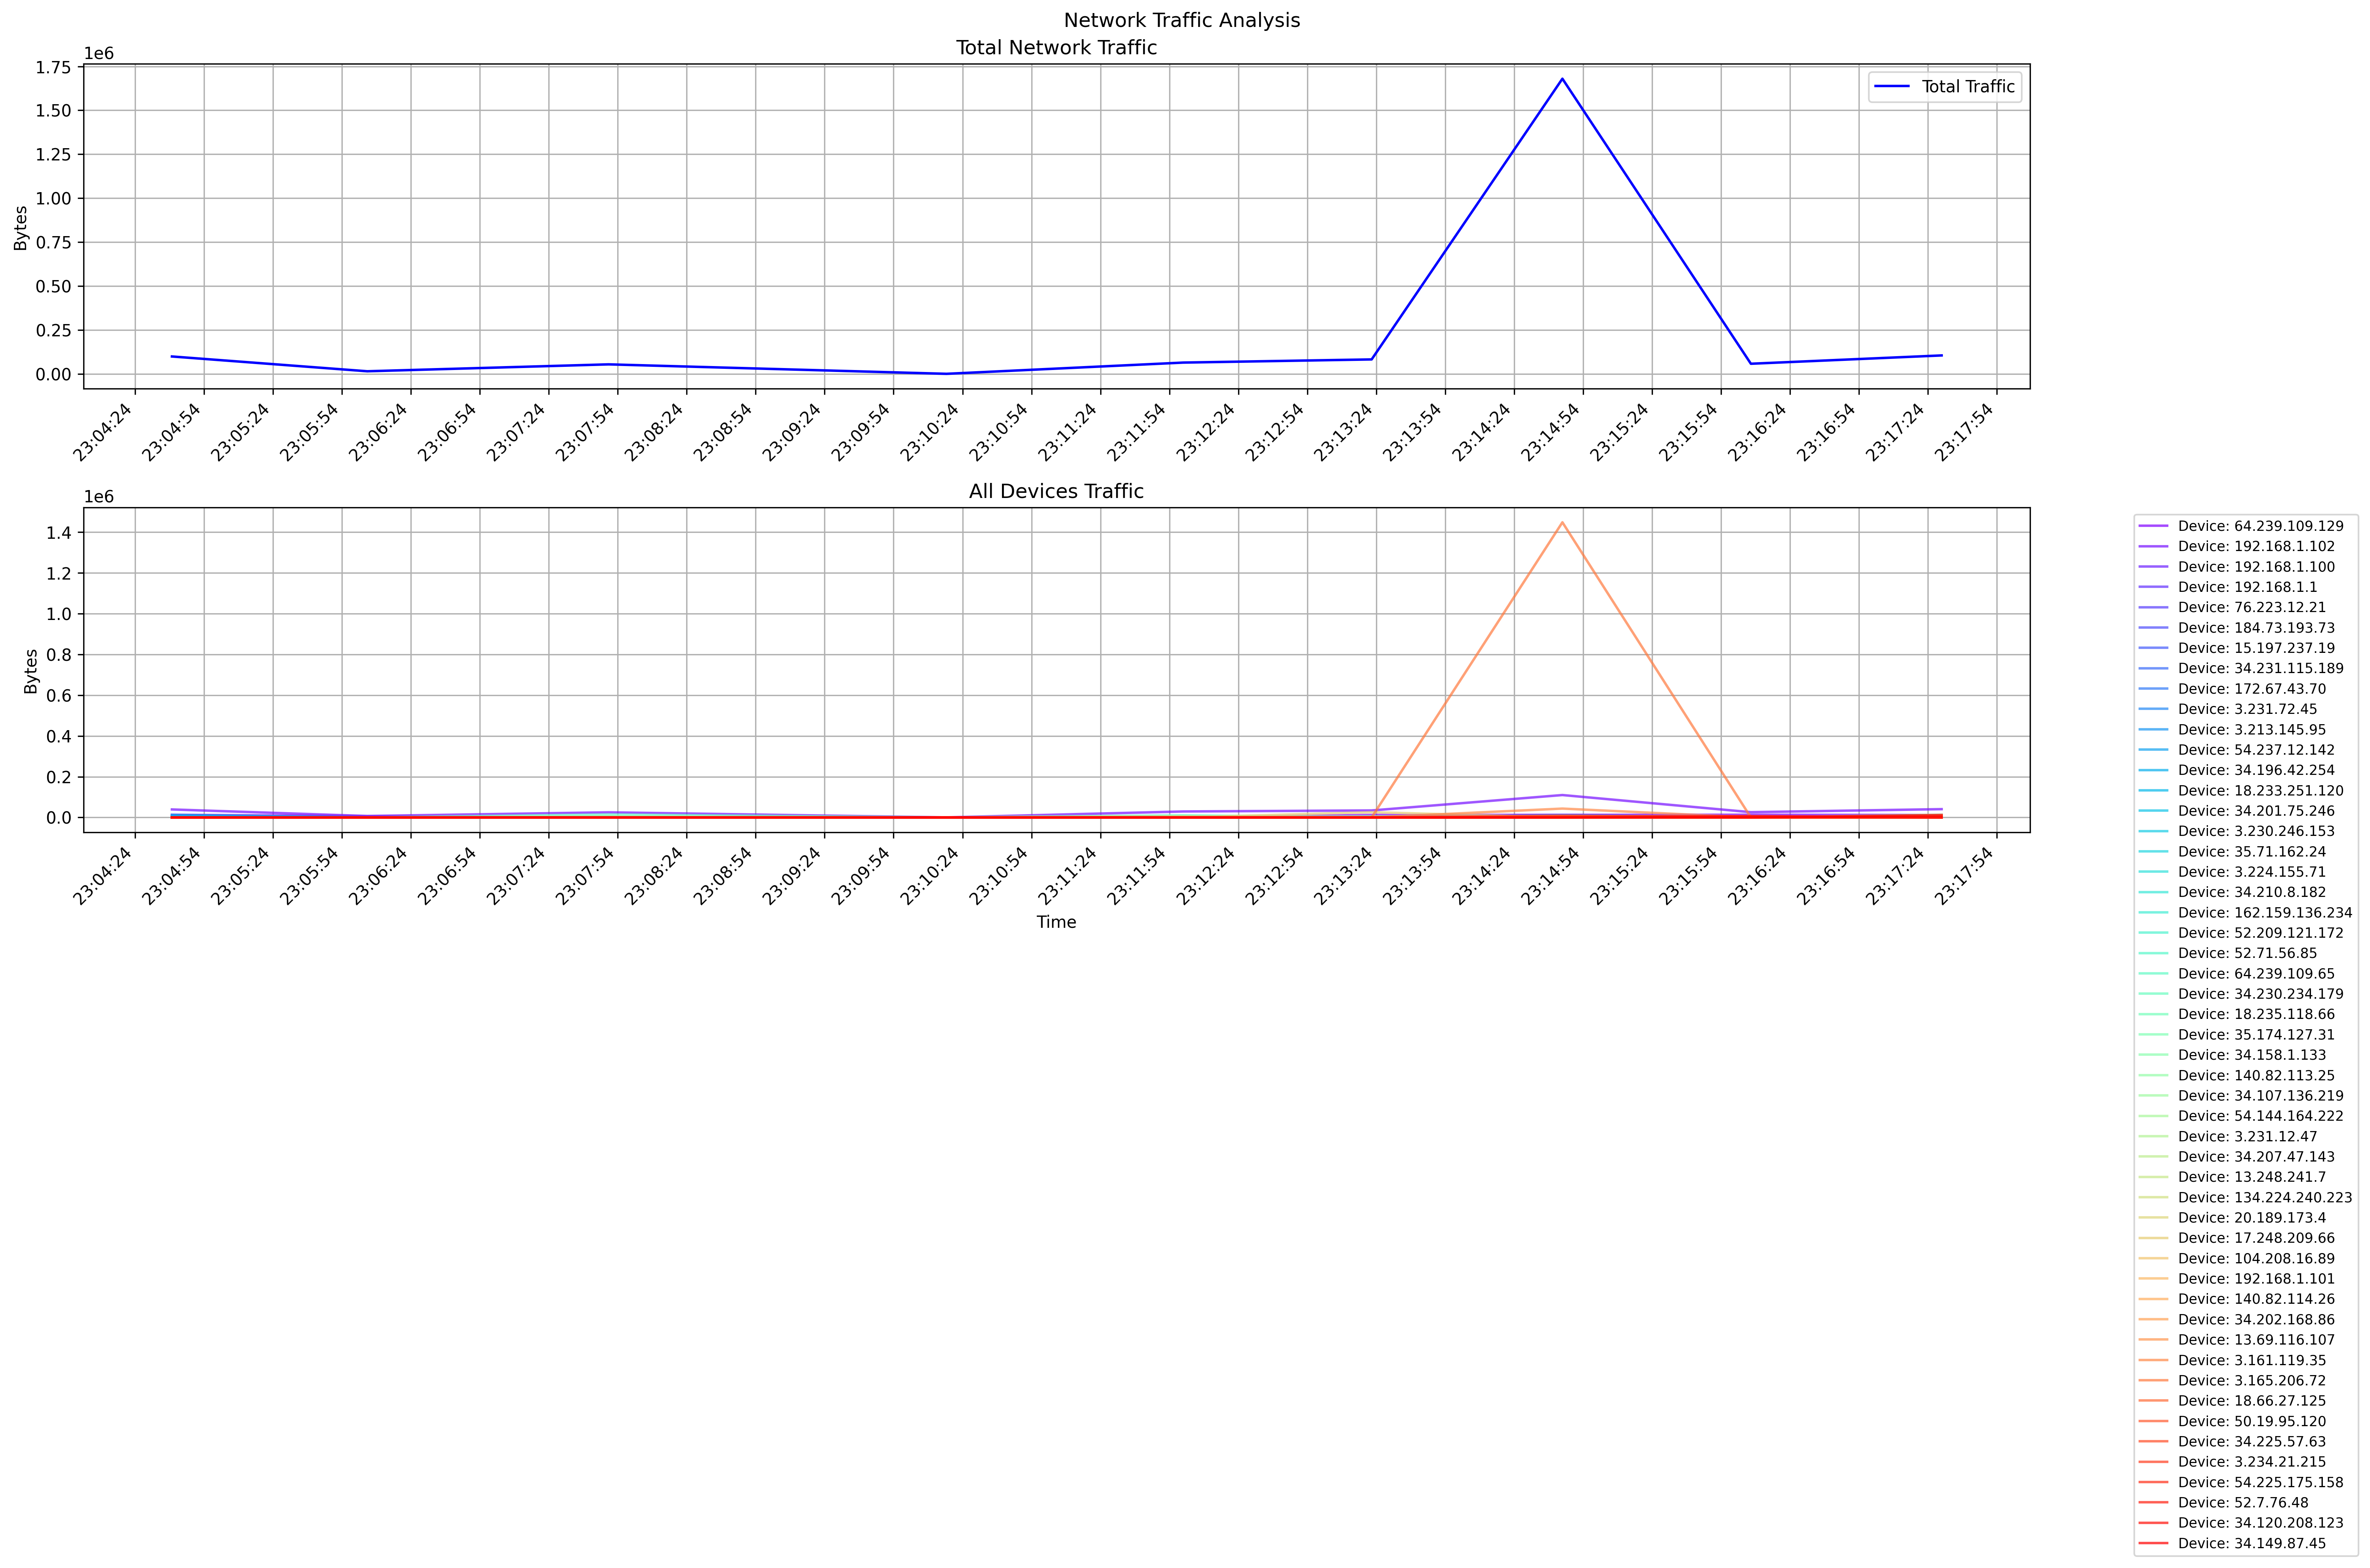 Network Traffic Analysis
Total Network Traffic
1e6
1.75
1.50
1.25
1.00
0.75
0.50
0.25
0.00
Bytes
Total Traffic
23:04:24
23:04:54
23:05:24
23:05:54
23:06:24
23:06:54
23:07:24
23:07:54
23:08:24
23:08:54
23:09:24
23:09:54
23:10:24
23:10:54
23:11:24
23:11:54
23:12:24
23:12:54
23:13:24
23:13:54
23:14:24
23:14:54
23:15:24
23:15:54
23:16:24
23:16:54
23:17:24
23:17:54
All Devices Traffic
1e6
1.4
1.2
1.0
0.8
0.6
0.4
0.2
0.0
Bytes
23:04:24
23:04:54
23:05:24
23:05:54
23:06:24
23:06:54
23:07:24
23:07:54
23:08:24
23:08:54
23:09:24
23:09:54
23:10:24
23:10:54
23:11:24
23:11:54
23:12:24
23:12:54
23:13:24
23:13:54
23:14:24
23:14:54
23:15:24
23:15:54
23:16:24
23:16:54
23:17:24
23:17:54
Time
Device: 64.239.109.129
Device: 192.168.1.102
Device: 192.168.1.100
Device: 192.168.1.1
Device: 76.223.12.21
Device: 184.73.193.73
Device: 15.197.237.19
Device: 34.231.115.189
Device: 172.67.43.70
Device: 3.231.72.45
Device: 3.213.145.95
Device: 54.237.12.142
Device: 34.196.42.254
Device: 18.233.251.120
Device: 34.201.75.246
Device: 3.230.246.153
Device: 35.71.162.24
Device: 3.224.155.71
Device: 34.210.8.182
Device: 162.159.136.234
Device: 52.209.121.172
Device: 52.71.56.85
Device: 64.239.109.65
Device: 34.230.234.179
Device: 18.235.118.66
Device: 35.174.127.31
Device: 34.158.1.133
Device: 140.82.113.25
Device: 34.107.136.219
Device: 54.144.164.222
Device: 3.231.12.47
Device: 34.207.47.143
Device: 13.248.241.7
Device: 134.224.240.223
Device: 20.189.173.4
Device: 17.248.209.66
Device: 104.208.16.89
Device: 192.168.1.101
Device: 140.82.114.26
Device: 34.202.168.86
Device: 13.69.116.107
Device: 3.161.119.35
Device: 3.165.206.72
Device: 18.66.27.125
Device: 50.19.95.120
Device: 34.225.57.63
Device: 3.234.21.215
Device: 54.225.175.158
Device: 52.7.76.48
Device: 34.120.208.123
Device: 34.149.87.45